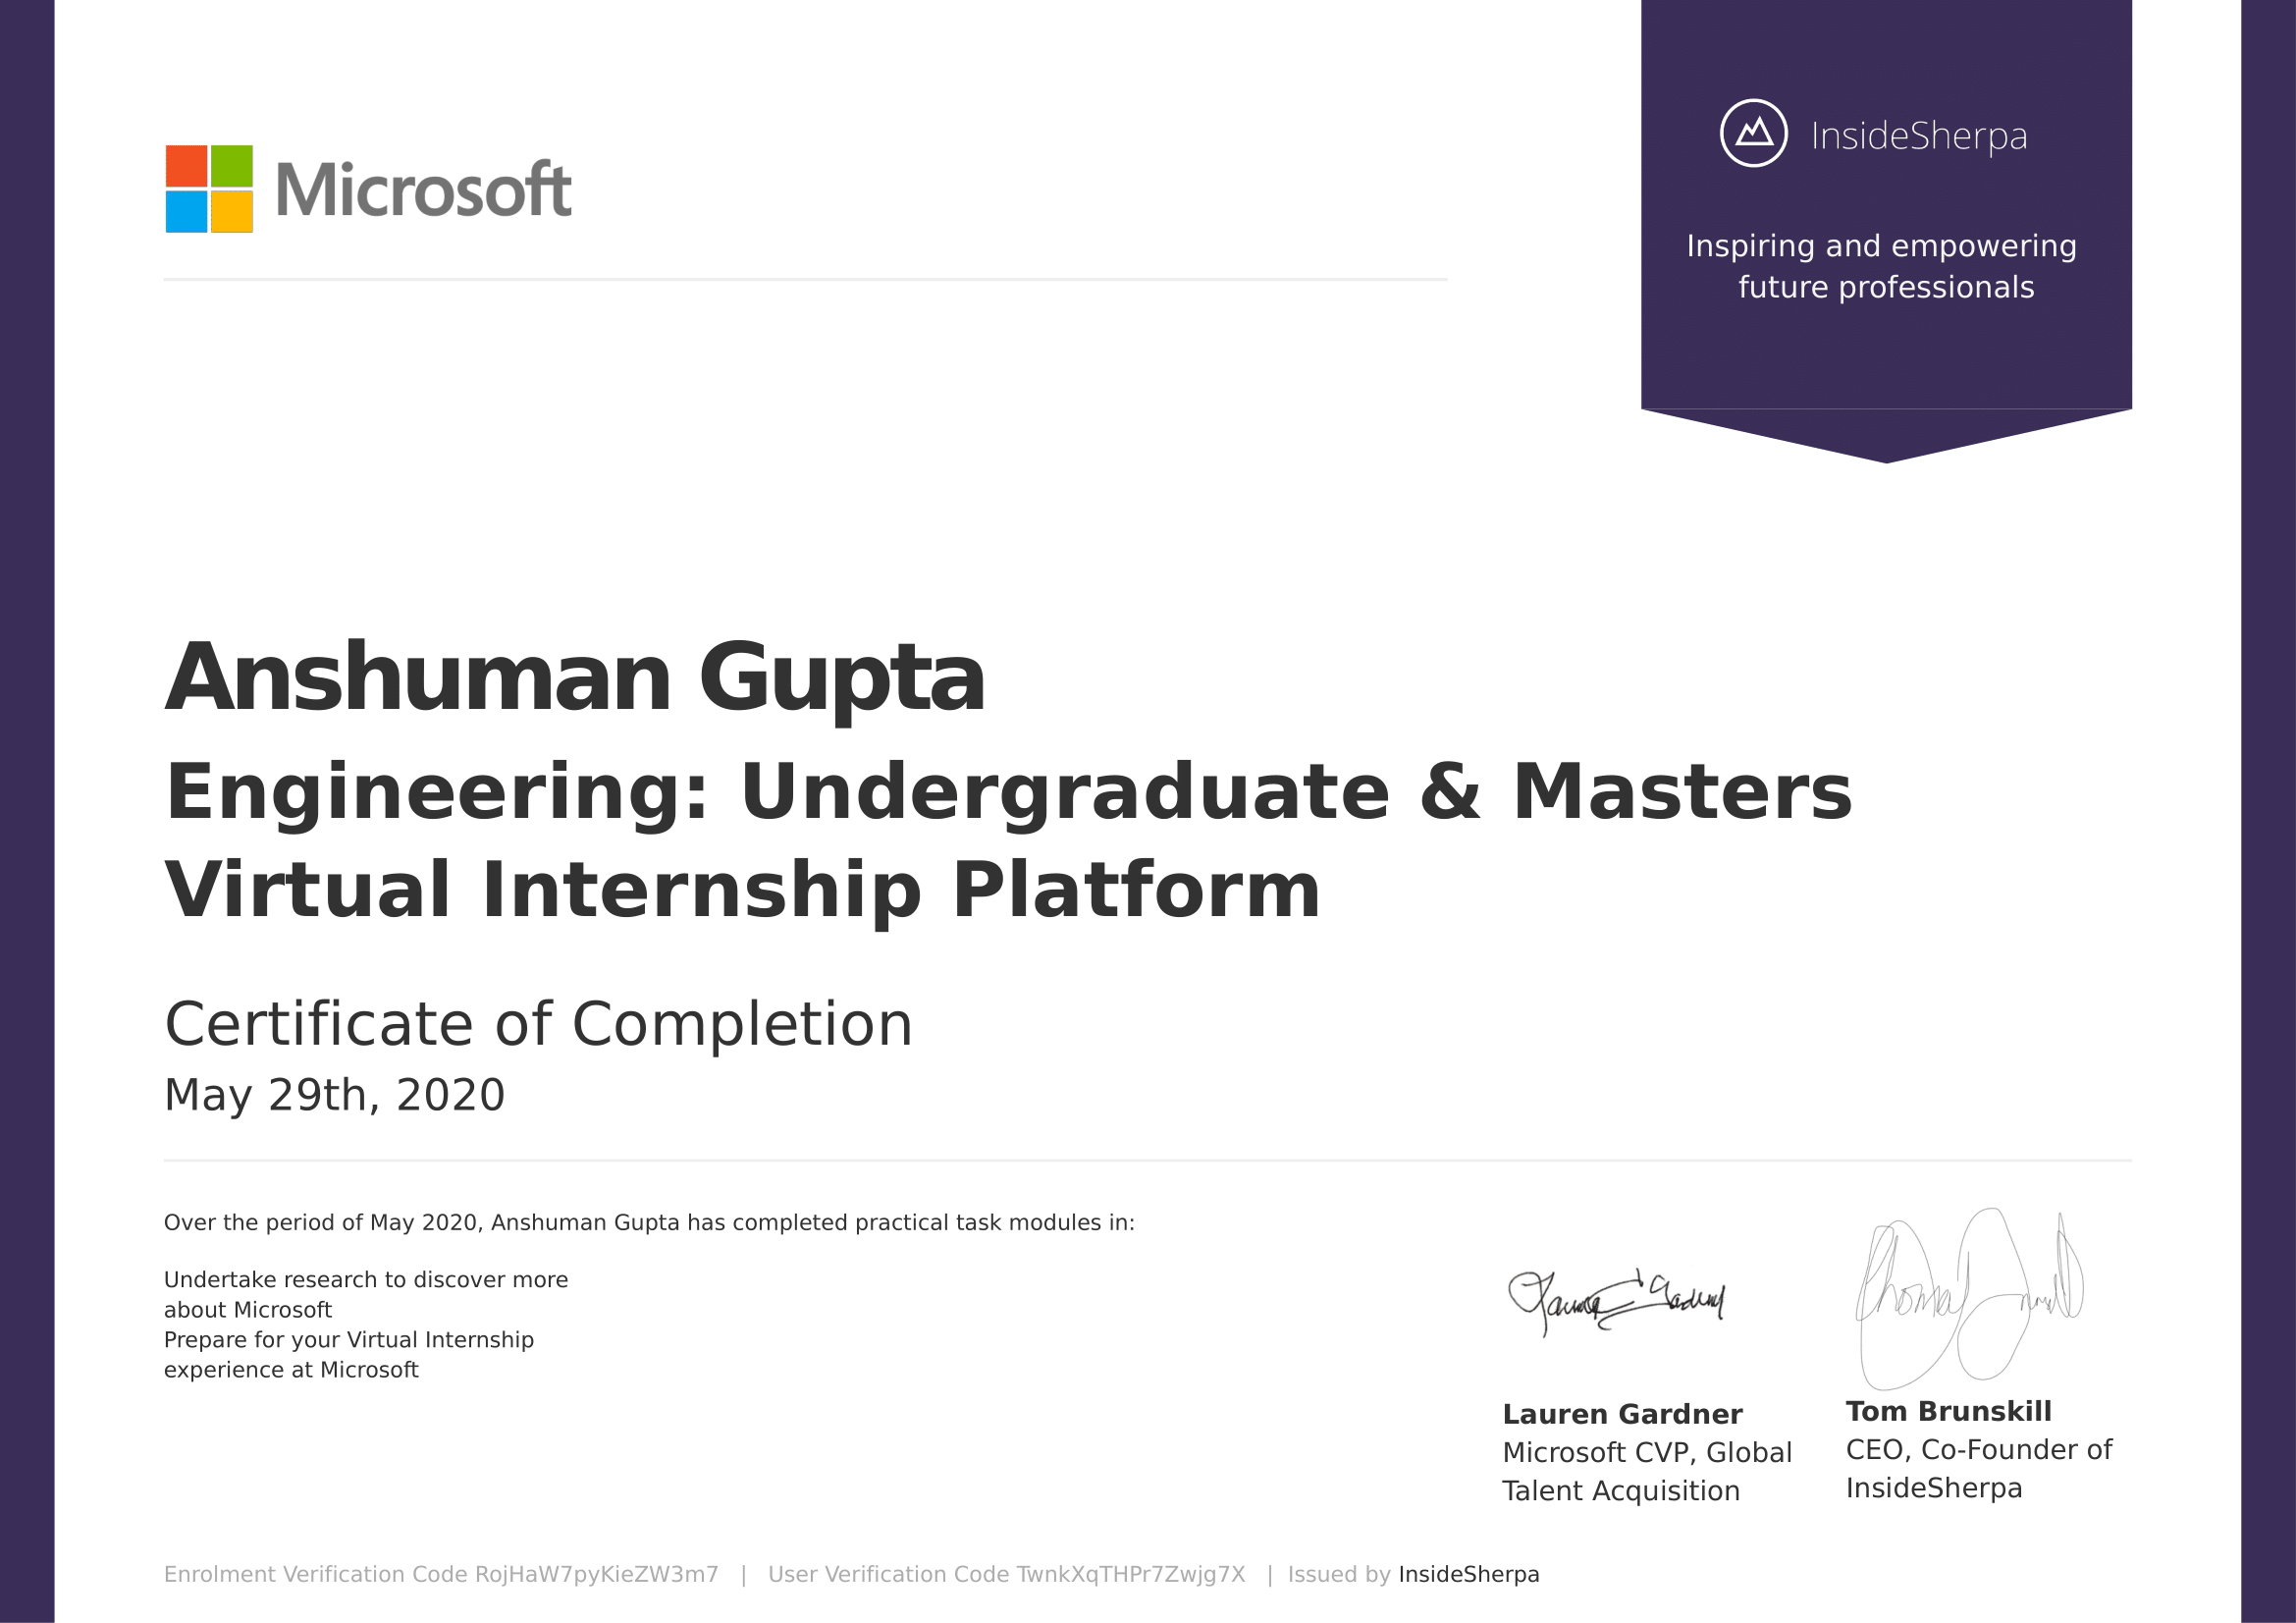 Microsoft
InsideSherpa
Inspiring and empowering
future professionals
Anshuman Gupta
Engineering: Undergraduate & Masters
Virtual Internship Platform
Certificate of Completion
May 29th, 2020
Over the period of May 2020, Anshuman Gupta has completed practical task modules in:
Undertake research to discover more
about Microsoft
Prepare for your Virtual Internship
experience at Microsoft
Lauren Gardner
Microsoft CVP, Global
Talent Acquisition
Tom Brunskill
CEO, Co-Founder of
InsideSherpa
Enrolment Verification Code RojHaW7pyKieZW3m7 | User Verification Code TwnkXqTHPr7Zwjg7X | Issued by InsideSherpa